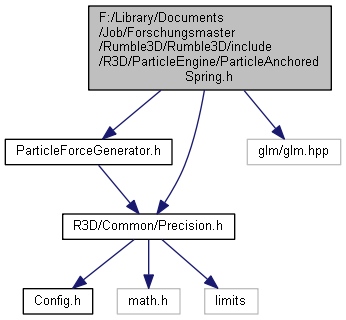 F:/Library/Documents
/Job/Forschungsmaster
/Rumble3D/Rumble3D/include
/R3D/ParticleEngine/ParticleAnchored
Spring.h
ParticleForceGenerator.h
glm/glm.hpp
R3D/Common/Precision.h
Config.h
math.h
limits